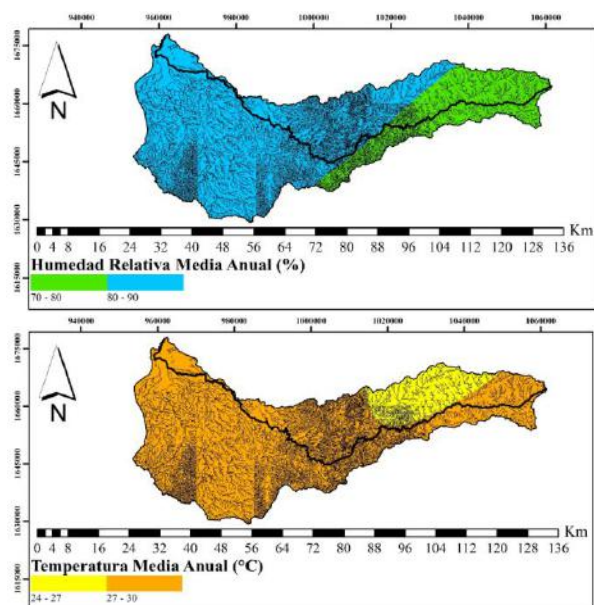 940000 960000 980000 1000000 1020000 1040000 1060000
1675000
1660000
1645000
1630000
1615000
N
Km
0 4 8 16 24 32 40 48 56 64 72 80 88 96 104 112 120 128 136
Humedad Relativa Media Anual (%)
70 - 80 80 - 90
940000 960000 980000 1000000 1020000 1040000 1060000
1675000
1660000
1645000
1630000
1615000
N
Km
0 4 8 16 24 32 40 48 56 64 72 80 88 96 104 112 120 128 136
Temperatura Media Anual (°C)
24 - 27 27 - 30